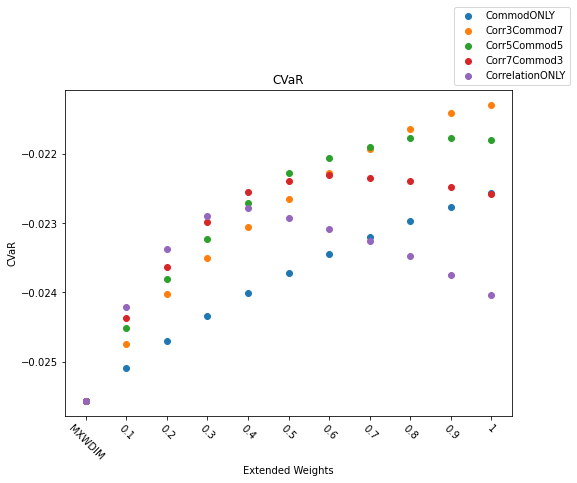 CommodONLY
Corr3Commod7
Corr5Commod5
Corr7Commod3
CorrelationONLY
CVaR
−0.022
−0.023
−0.024
−0.025
CVaR
MXWDIM 0.1 0.2 0.3 0.4 0.5 0.6 0.7 0.8 0.9 1
Extended Weights